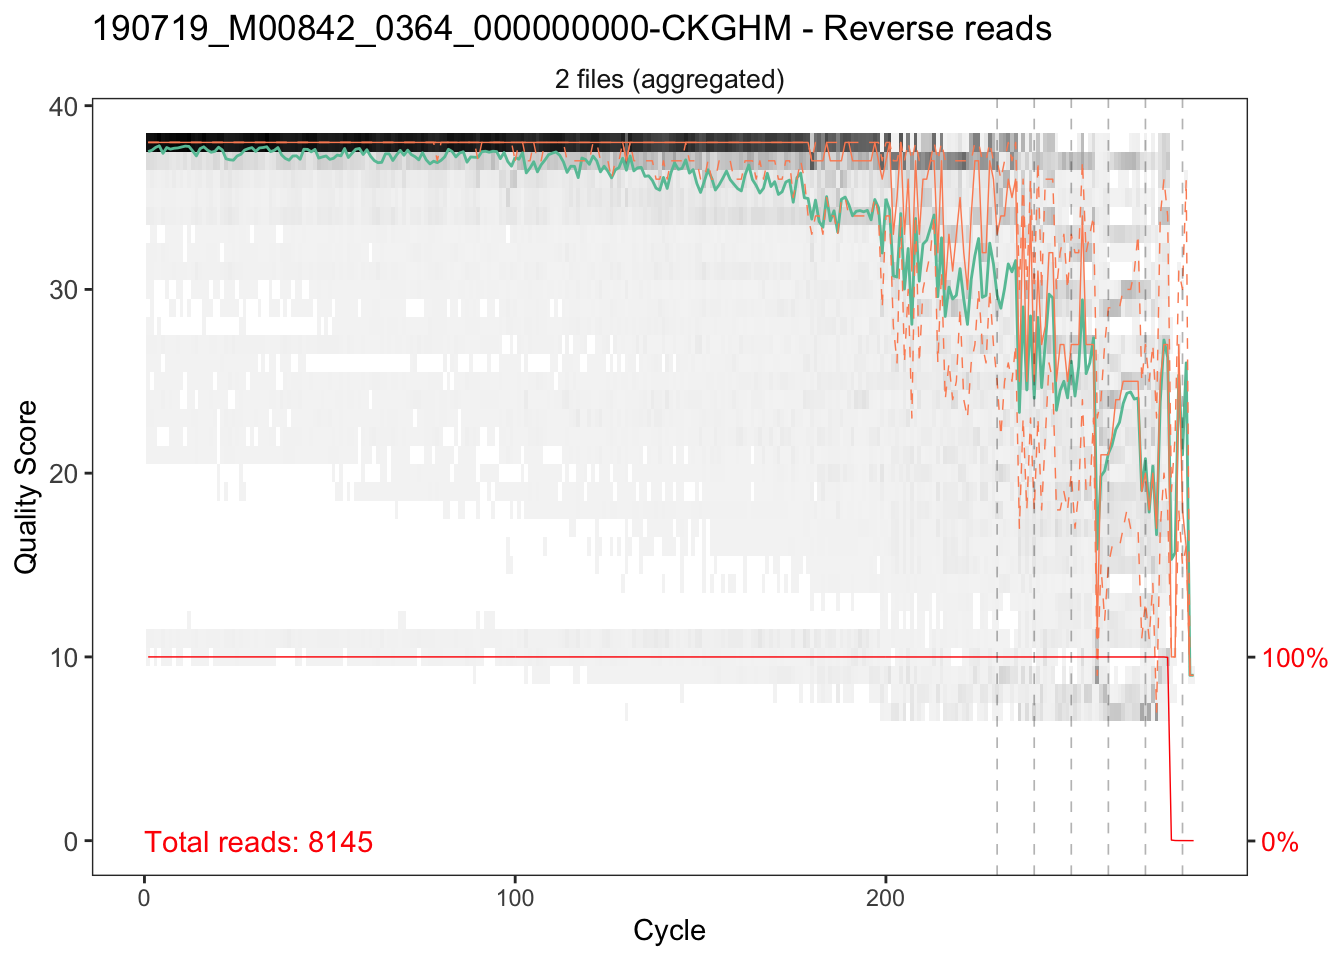 190719_M00842_0364_000000000-CKGHM - Reverse reads
2 files (aggregated)
Quality Score
40
30
20
10
0
100%
0%
Total reads: 8145
0
100
200
Cycle